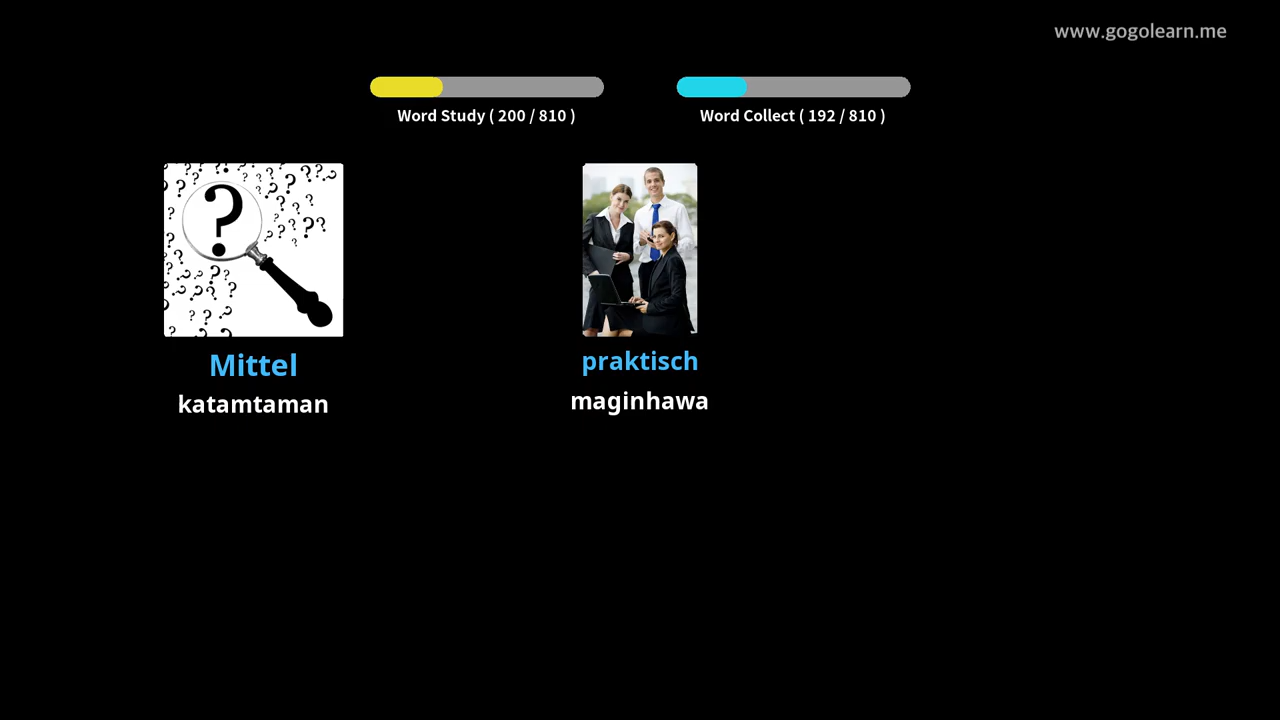 www.gogolearn.me
Word Study ( 200 / 810 )
Word Collect ( 192 / 810 )
Mittel
katamtaman
praktisch
maginhawa